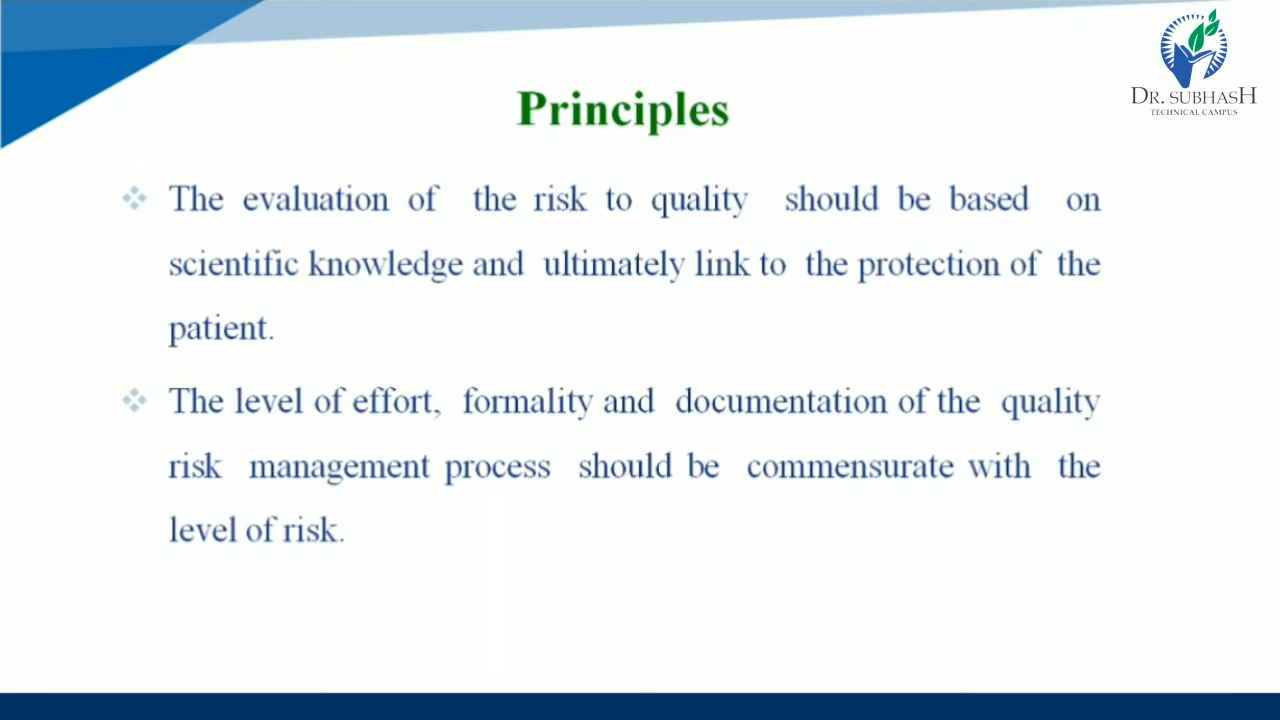 DR. SUBHASH
TECHNICAL CAMPUS
Principles
The evaluation of the risk to quality should be based on
scientific knowledge and ultimately link to the protection of the
patient.
The level of effort, formality and documentation of the quality
risk management process should be commensurate with the
level of risk.